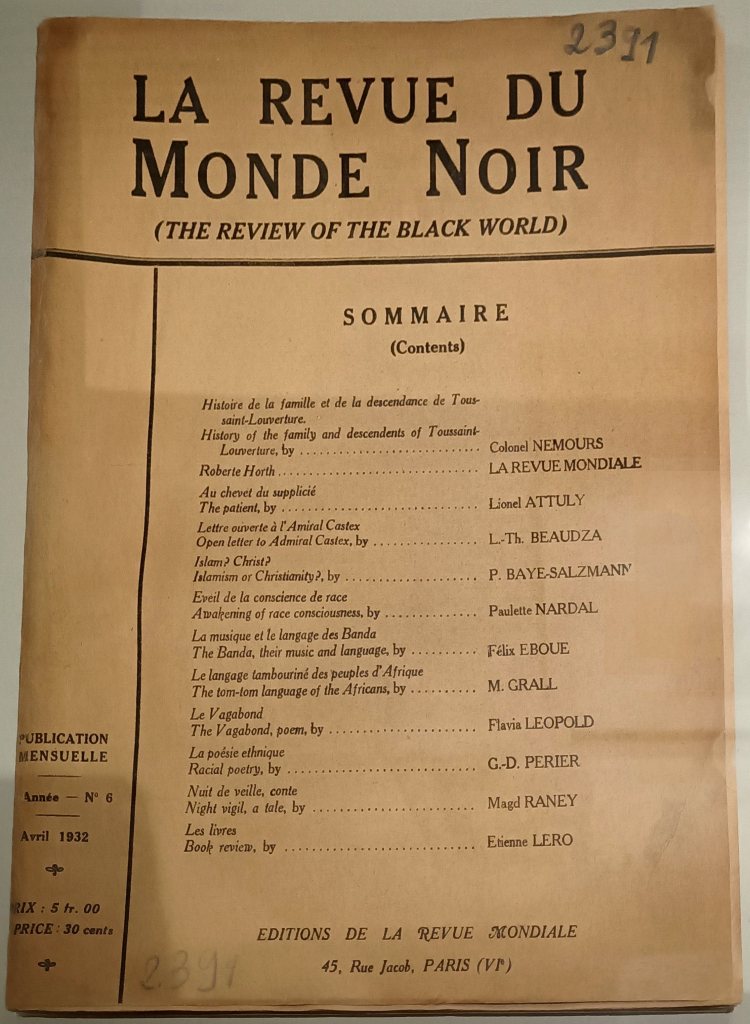 2391
LA REVUE DU
MONDE NOIR
(THE REVIEW OF THE BLACK WORLD)
SOMMAIRE
(Contents)
Histoire de la famille et de la descendance de Tous-
saint-Louverture.
History of the family and descendents of Toussaint-
Louverture, by .......................... Colonel NEMOURS
Roberte Horth .............................. LA REVUE MONDIALE
Au chevet du supplicié
The patient, by ............................. Lionel ATTULY
Lettre ouverte à l'Amiral Castex
Open letter to Admiral Castex, by ................ L.-Th. BEAUDZA
Islam? Christ?
Islamism or Christianity?, by .................... P. BAYE-SALZMANN
Eveil de la conscience de race
Awakening of race consciousness, by .............. Paulette NARDAL
La musique et le langage des Banda
The Banda, their music and language, by .......... Félix EBOUE
Le langage tambouriné des peuples d'Afrique
The tom-tom language of the Africans, by .......... M. GRALL
Le Vagabond
The Vagabond, poem, by ...................... Flavia LEOPOLD
La poésie ethnique
Racial poetry, by ............................ G.-D. PERIER
Nuit de veille, conte
Night vigil, a tale, by ........................ Magd RANEY
Les livres
Book review, by ............................. Etienne LERO
PUBLICATION
MENSUELLE
Année — N° 6
Avril 1932
PRIX : 5 fr. 00
PRICE : 30 cents
EDITIONS DE LA REVUE MONDIALE
45, Rue Jacob, PARIS (VIe)
2391